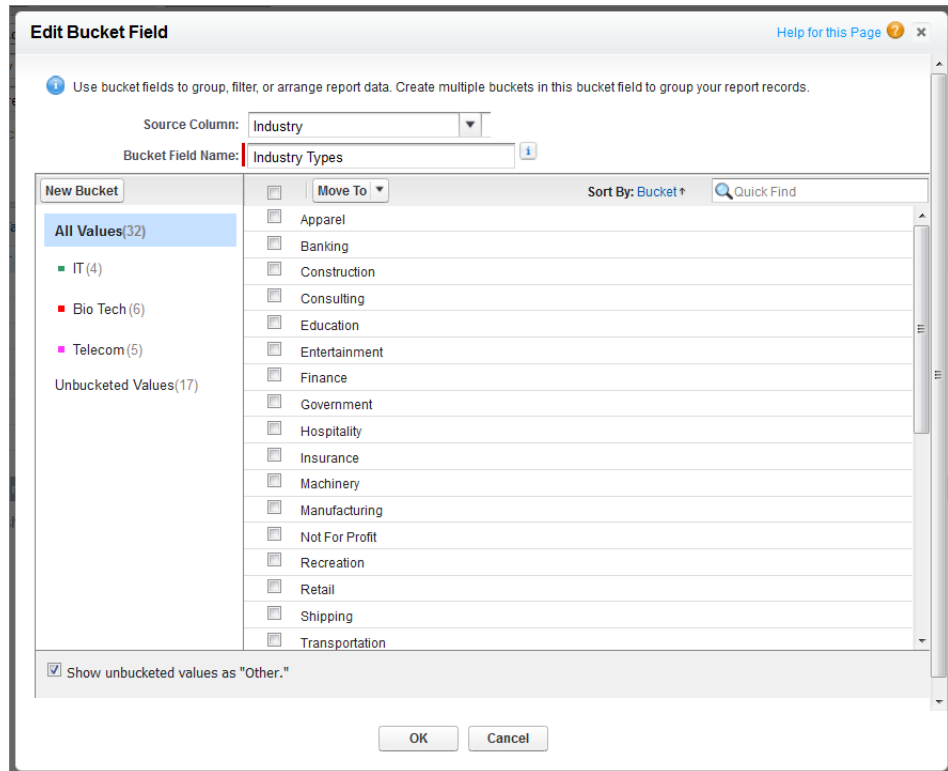 Edit Bucket Field
Help for this Page
Use bucket fields to group, filter, or arrange report data. Create multiple buckets in this bucket field to group your report records.
Source Column: Industry
Bucket Field Name: Industry Types
New Bucket
Move To
Sort By: Bucket
Quick Find
All Values(32)
IT(4)
Bio Tech(6)
Telecom(5)
Unbucketed Values(17)
Apparel
Banking
Construction
Consulting
Education
Entertainment
Finance
Government
Hospitality
Insurance
Machinery
Manufacturing
Not For Profit
Recreation
Retail
Shipping
Transportation
Show unbucketed values as "Other."
OK
Cancel